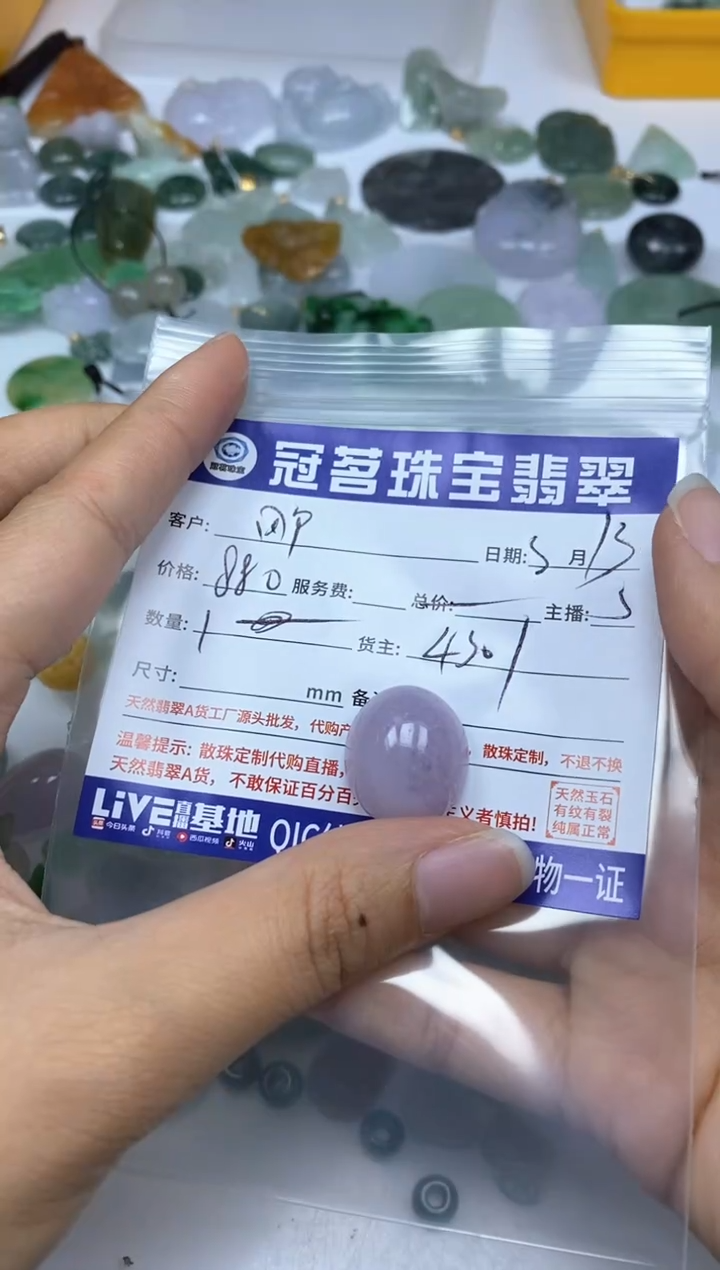 冠茗珠宝翡翠
客户:
日期: 5 月 13
价格: 880 服务费: 总价: 主播: 5
数量: 1 货主: 4501
尺寸: mm 备
天然翡翠A货工厂源头批发，代购 散珠定制，不退不换
温馨提示: 散珠定制代购直播，
天然翡翠A货，不敢保证百分百 义者慎拍!
天然玉石
有纹有裂
纯属正常
LiVE直播基地 物一证
今日头条 抖音 西瓜视频 火山